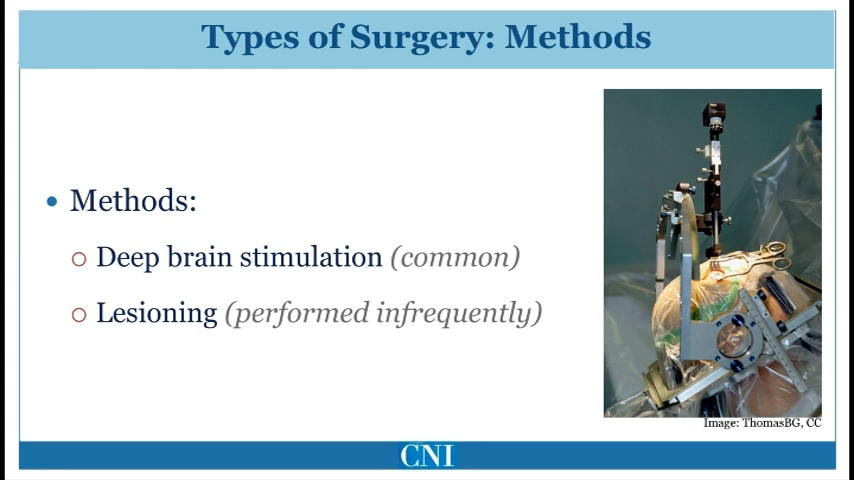 Types of Surgery: Methods
Methods:
Deep brain stimulation (common)
Lesioning (performed infrequently)
Image: ThomasBG, CC
CNI